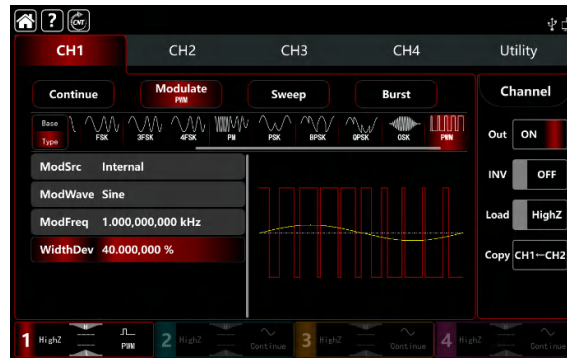 ? CNT
CH1 CH2 CH3 CH4 Utility
Continue Modulate Sweep Burst Channel
PWM
Base
Type FSK 3FSK 4FSK PM PSK BPSK QPSK OSK PWM
Out ON
ModSrc Internal
INV OFF
ModWave Sine
ModFreq 1.000,000,000 kHz
Load HighZ
WidthDev 40.000,000 %
Copy CH1←CH2
1 HighZ PWM 2 HighZ Continue 3 HighZ Continue 4 HighZ Continue